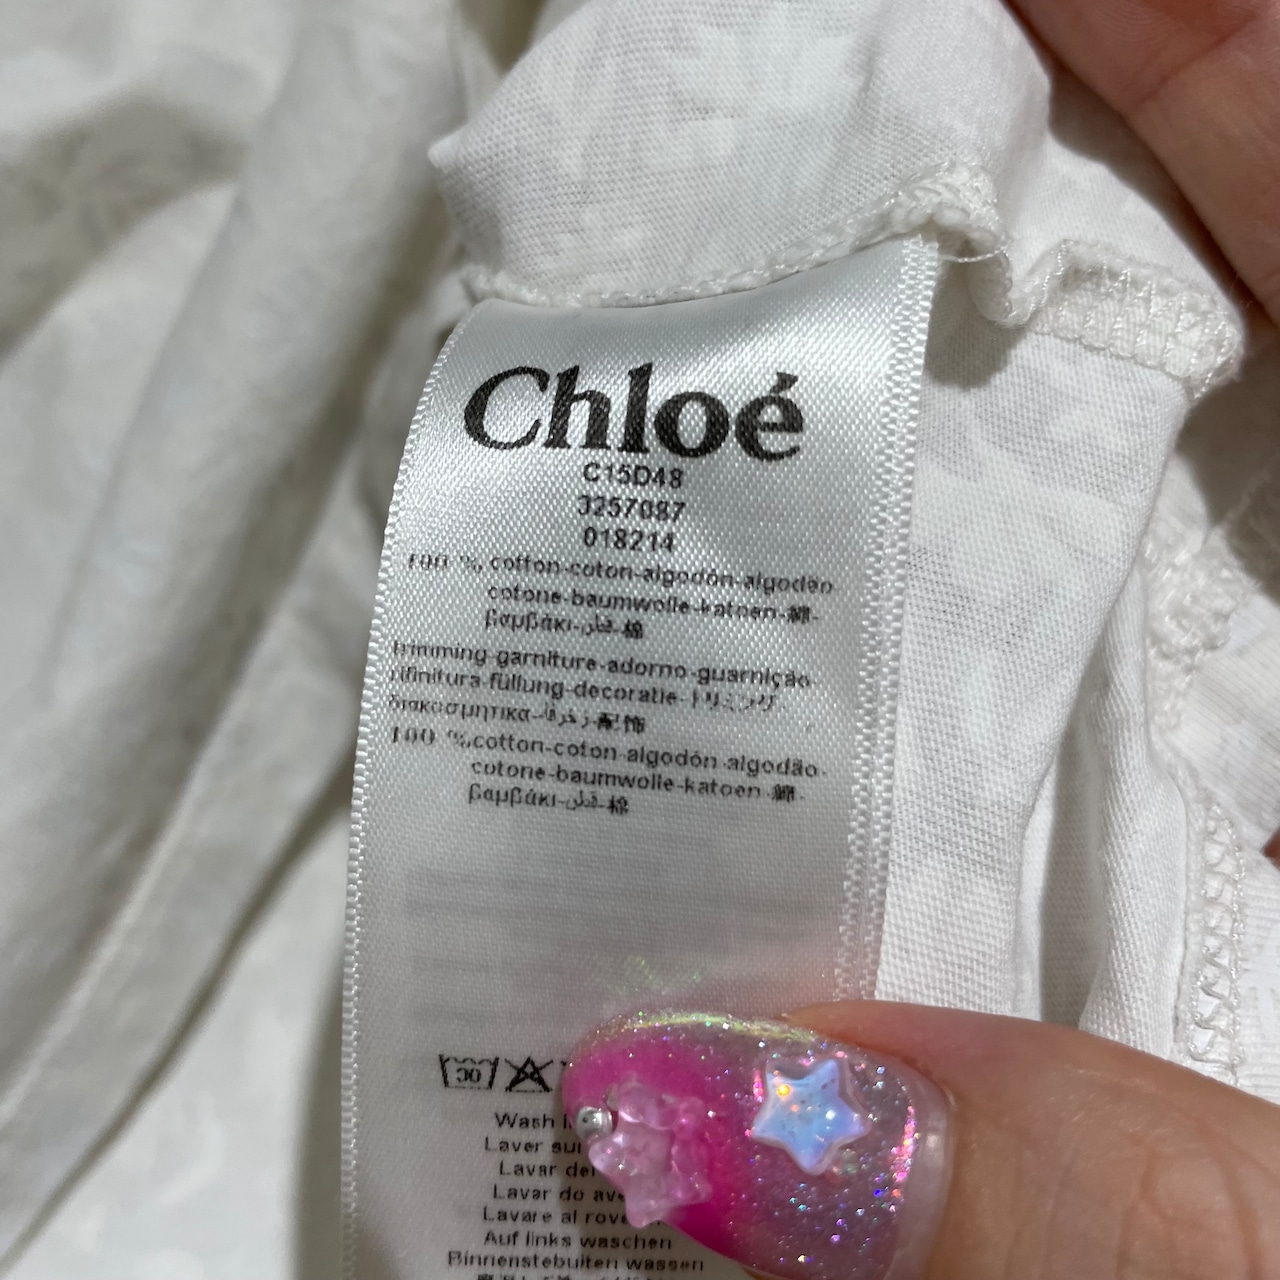 Chloé
C15D48
3257087
018214
100 % cotton-coton-algodón-algodão
cotone-baumwolle-katoen-綿-
βαμβάκι-قطن-棉
trimming-garniture-adorno-guarnição
rifinitura-füllung-decoratie-トリミング
διακοσμητικα-زخرفة-配饰
100 %cotton-coton-algodón-algodão-
cotone-baumwolle-katoen-綿-
βαμβάκι-قطن-棉
30
Wash
Laver
Lavar
Lavar do
Lavare al
Auf links waschen
Binnenstebuiten wassen